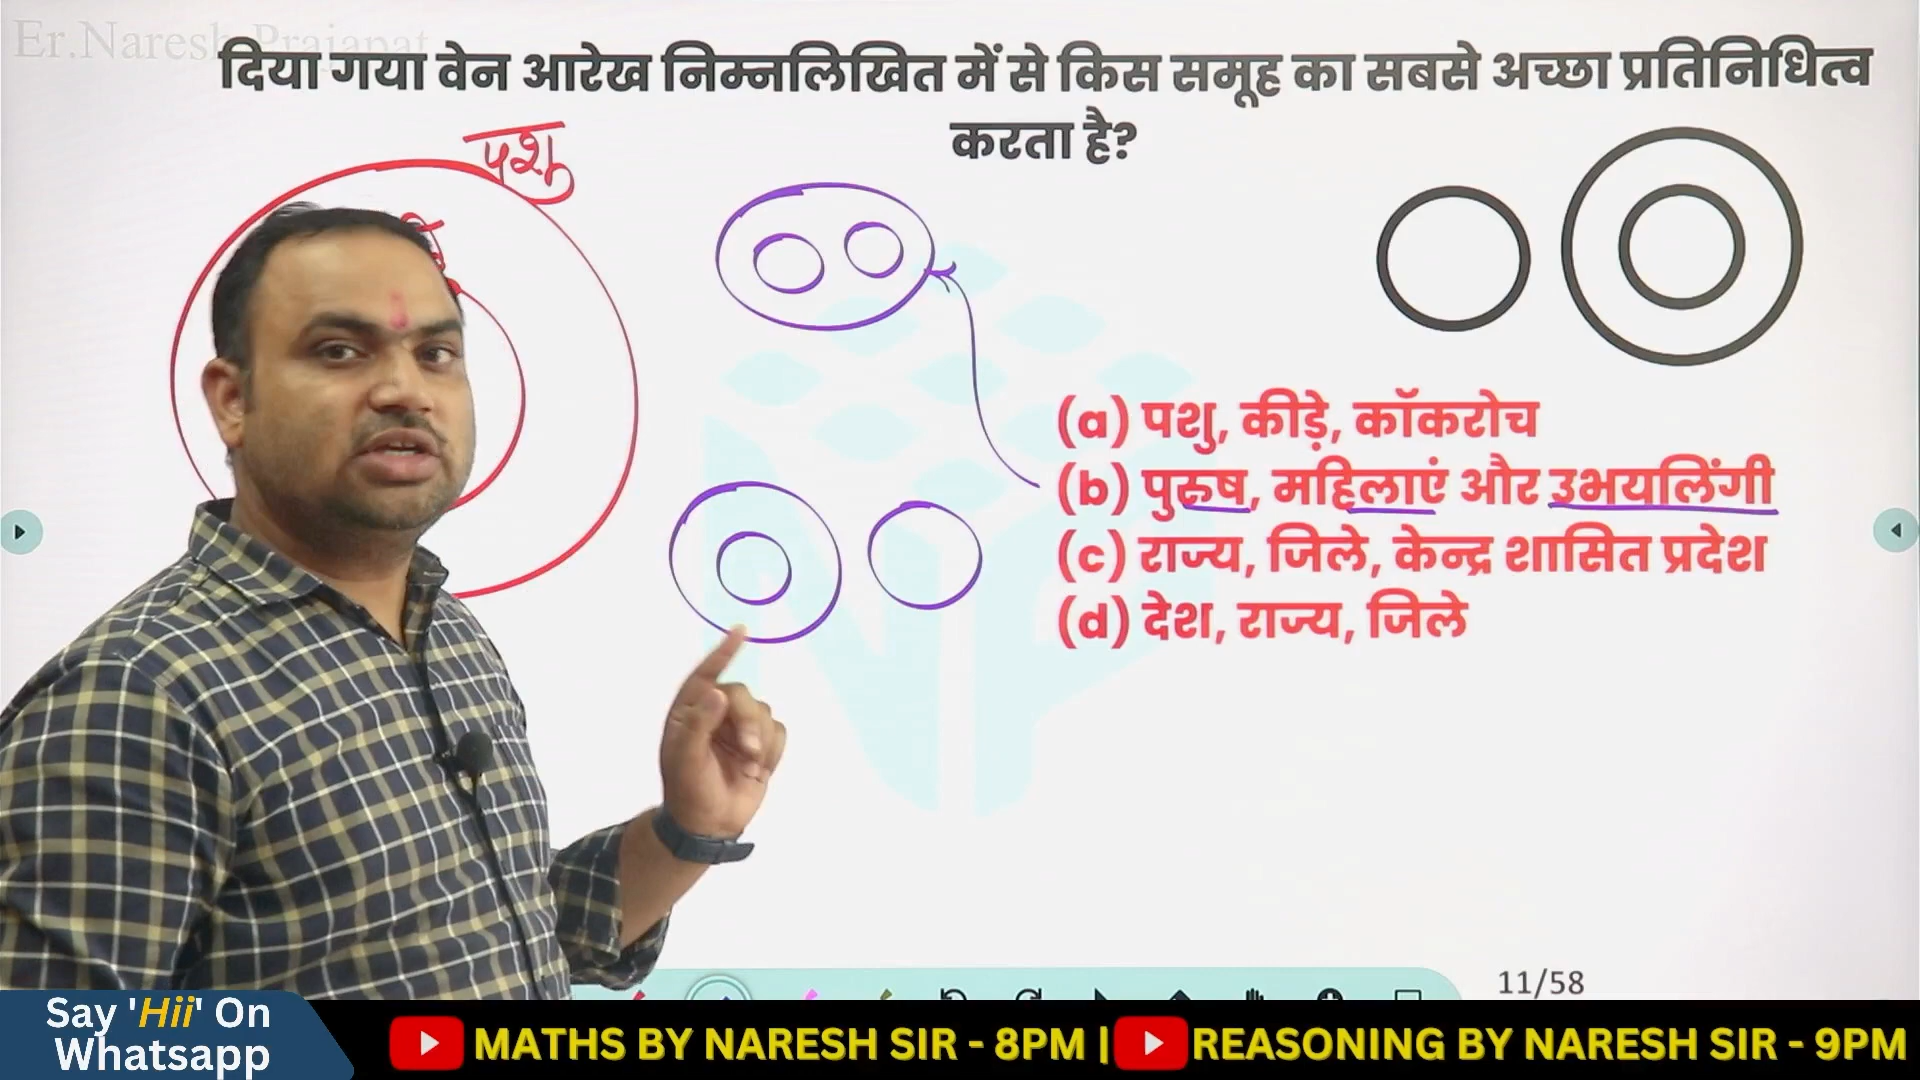 Er.Naresh Prajapat
दिया गया वेन आरेख निम्नलिखित में से किस समूह का सबसे अच्छा प्रतिनिधित्व
करता है?
पशु
(a) पशु, कीड़े, कॉकरोच
(b) पुरुष, महिलाएं और उभयलिंगी
(c) राज्य, जिले, केन्द्र शासित प्रदेश
(d) देश, राज्य, जिले
11/58
Say 'Hii' On
Whatsapp
MATHS BY NARESH SIR - 8PM |
REASONING BY NARESH SIR - 9PM